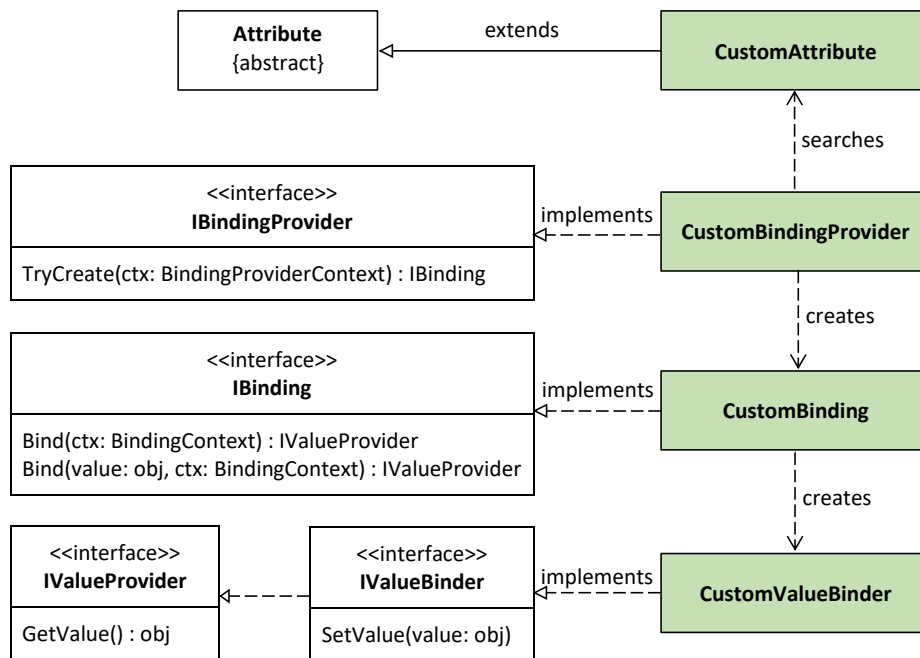 Attribute
{abstract}
extends
CustomAttribute
searches
<<interface>>
IBindingProvider
TryCreate(ctx: BindingProviderContext) : IBinding
implements
CustomBindingProvider
creates
<<interface>>
IBinding
Bind(ctx: BindingContext) : IValueProvider
Bind(value: obj, ctx: BindingContext) : IValueProvider
implements
CustomBinding
creates
<<interface>>
IValueProvider
GetValue() : obj
<<interface>>
IValueBinder
SetValue(value: obj)
implements
CustomValueBinder